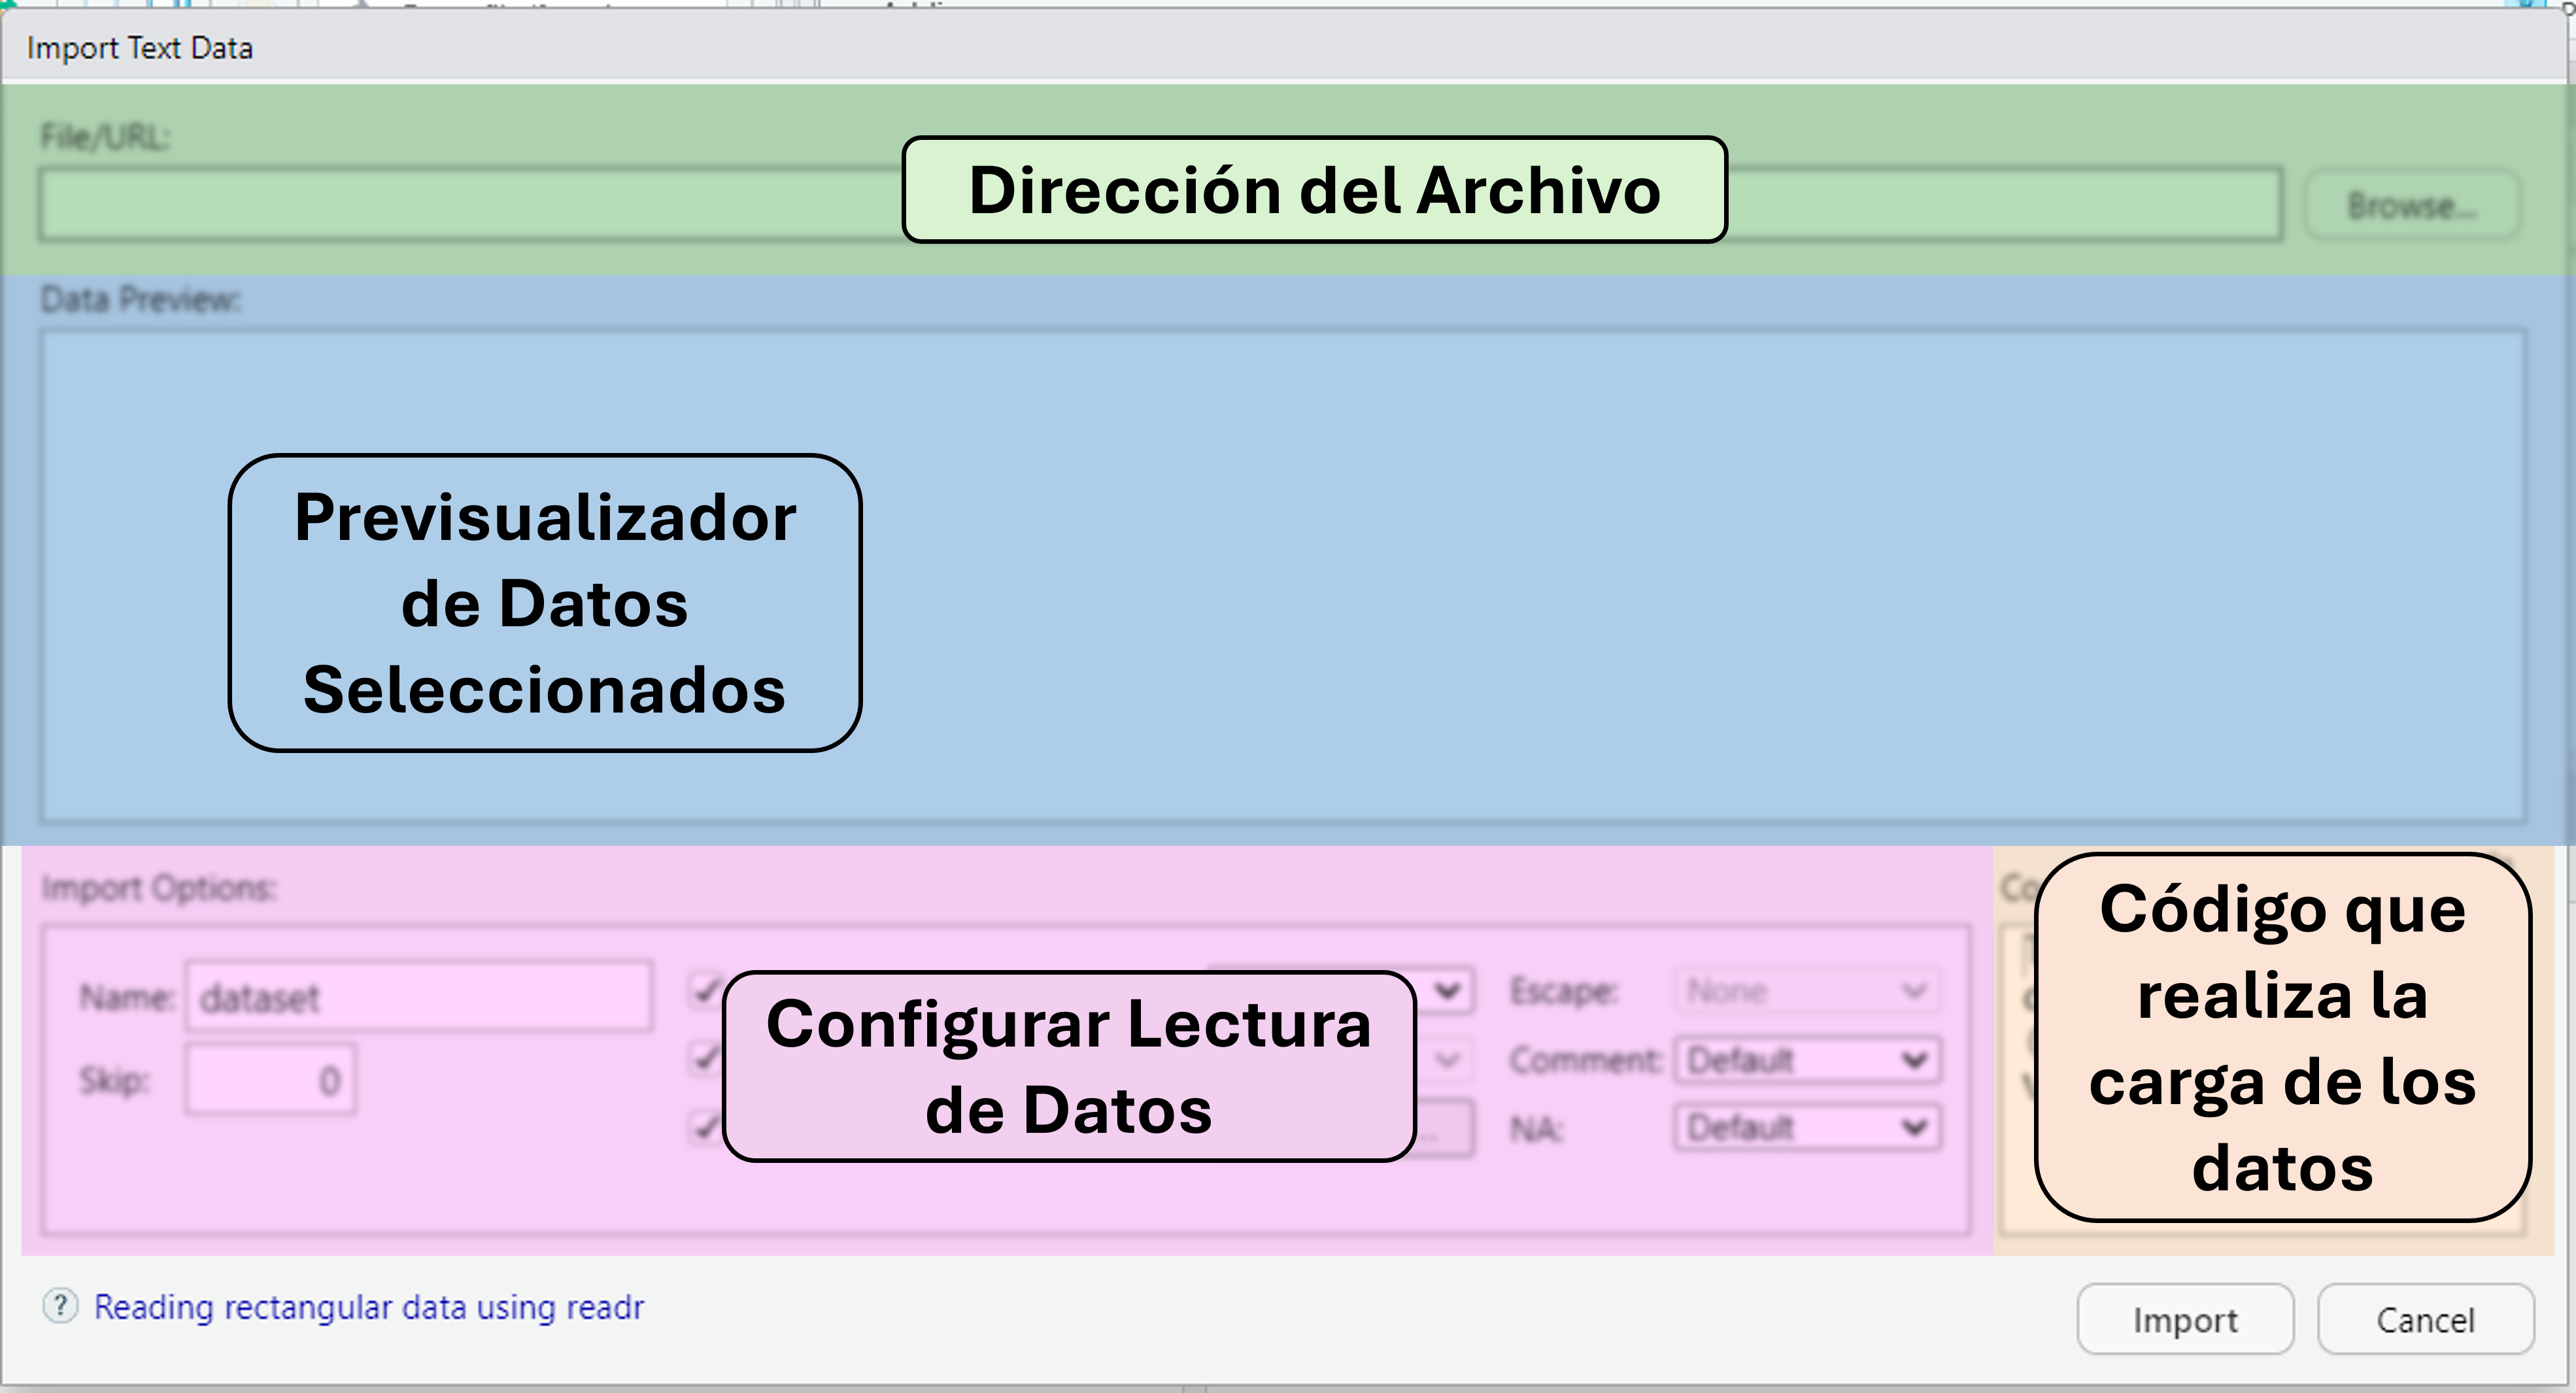 Import Text Data
File/URL:
Dirección del Archivo
Browse...
Data Preview:
Previsualizador
de Datos
Seleccionados
Import Options:
Name: dataset
Skip: 0
Configurar Lectura
de Datos
Escape: None
Comment: Default
NA: Default
Código que
realiza la
carga de los
datos
? Reading rectangular data using readr
Import
Cancel